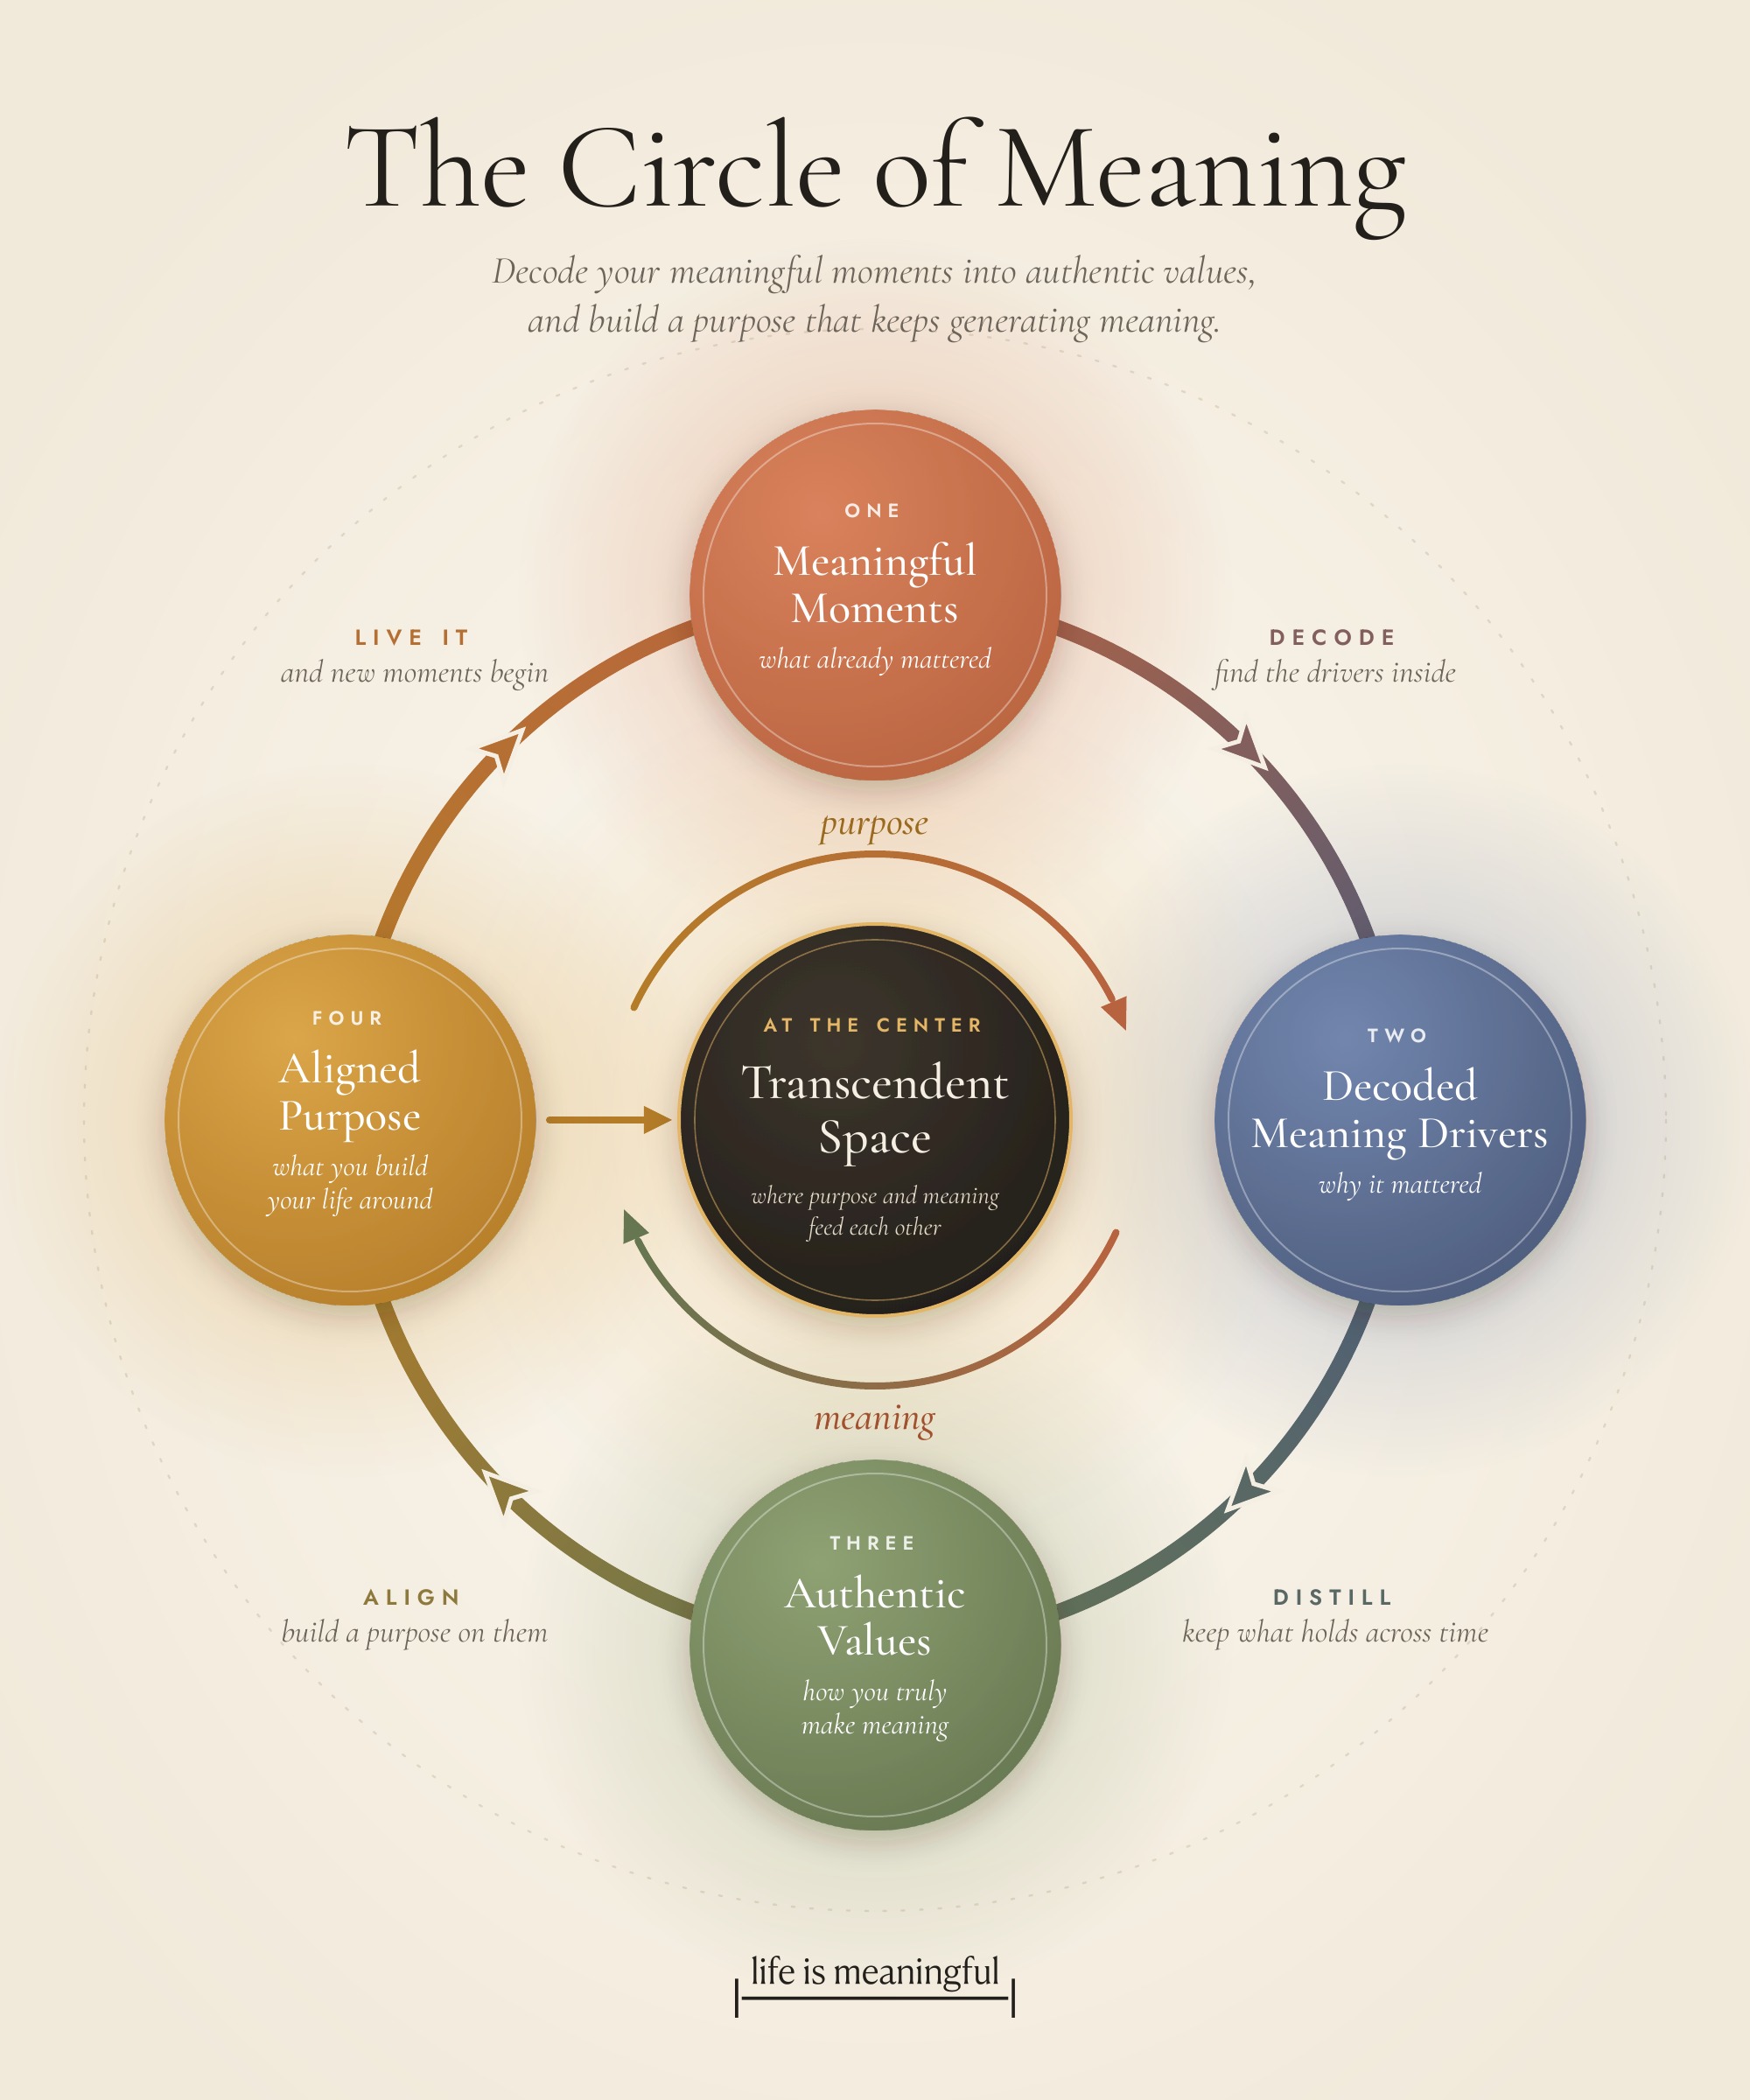 The Circle of Meaning
Decode your meaningful moments into authentic values,
and build a purpose that keeps generating meaning.
ONE
Meaningful
Moments
what already mattered
LIVE IT
and new moments begin
DECODE
find the drivers inside
purpose
FOUR
Aligned
Purpose
what you build
your life around
AT THE CENTER
Transcendent
Space
where purpose and meaning
feed each other
TWO
Decoded
Meaning Drivers
why it mattered
meaning
THREE
Authentic
Values
how you truly
make meaning
ALIGN
build a purpose on them
DISTILL
keep what holds across time
life is meaningful